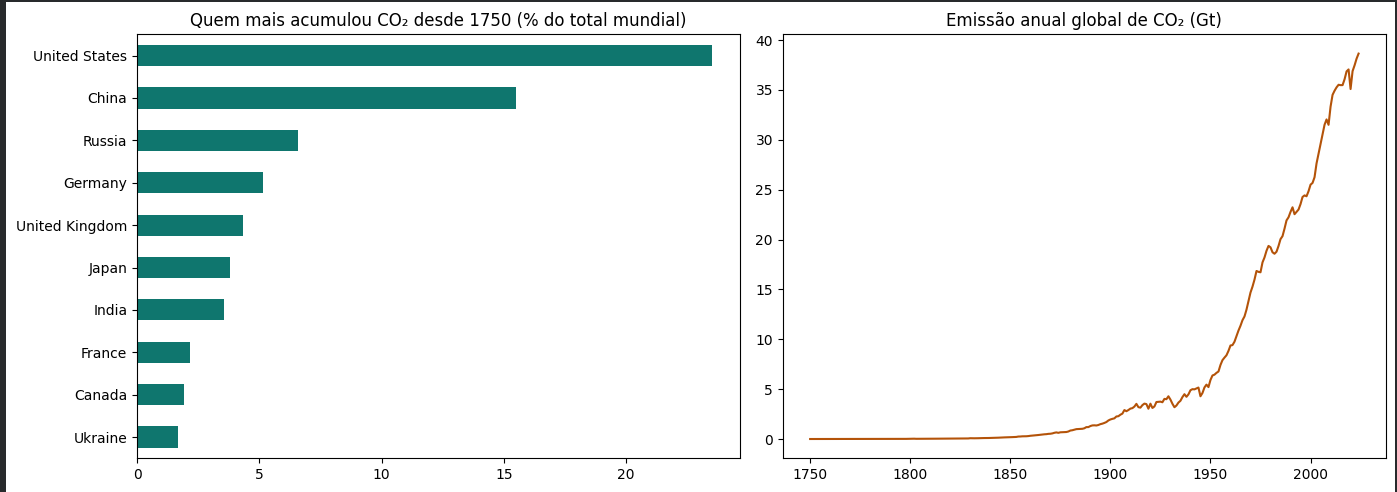 Quem mais acumulou CO₂ desde 1750 (% do total mundial)
United States
China
Russia
Germany
United Kingdom
Japan
India
France
Canada
Ukraine
0 5 10 15 20
Emissão anual global de CO₂ (Gt)
40
35
30
25
20
15
10
5
0
1750 1800 1850 1900 1950 2000